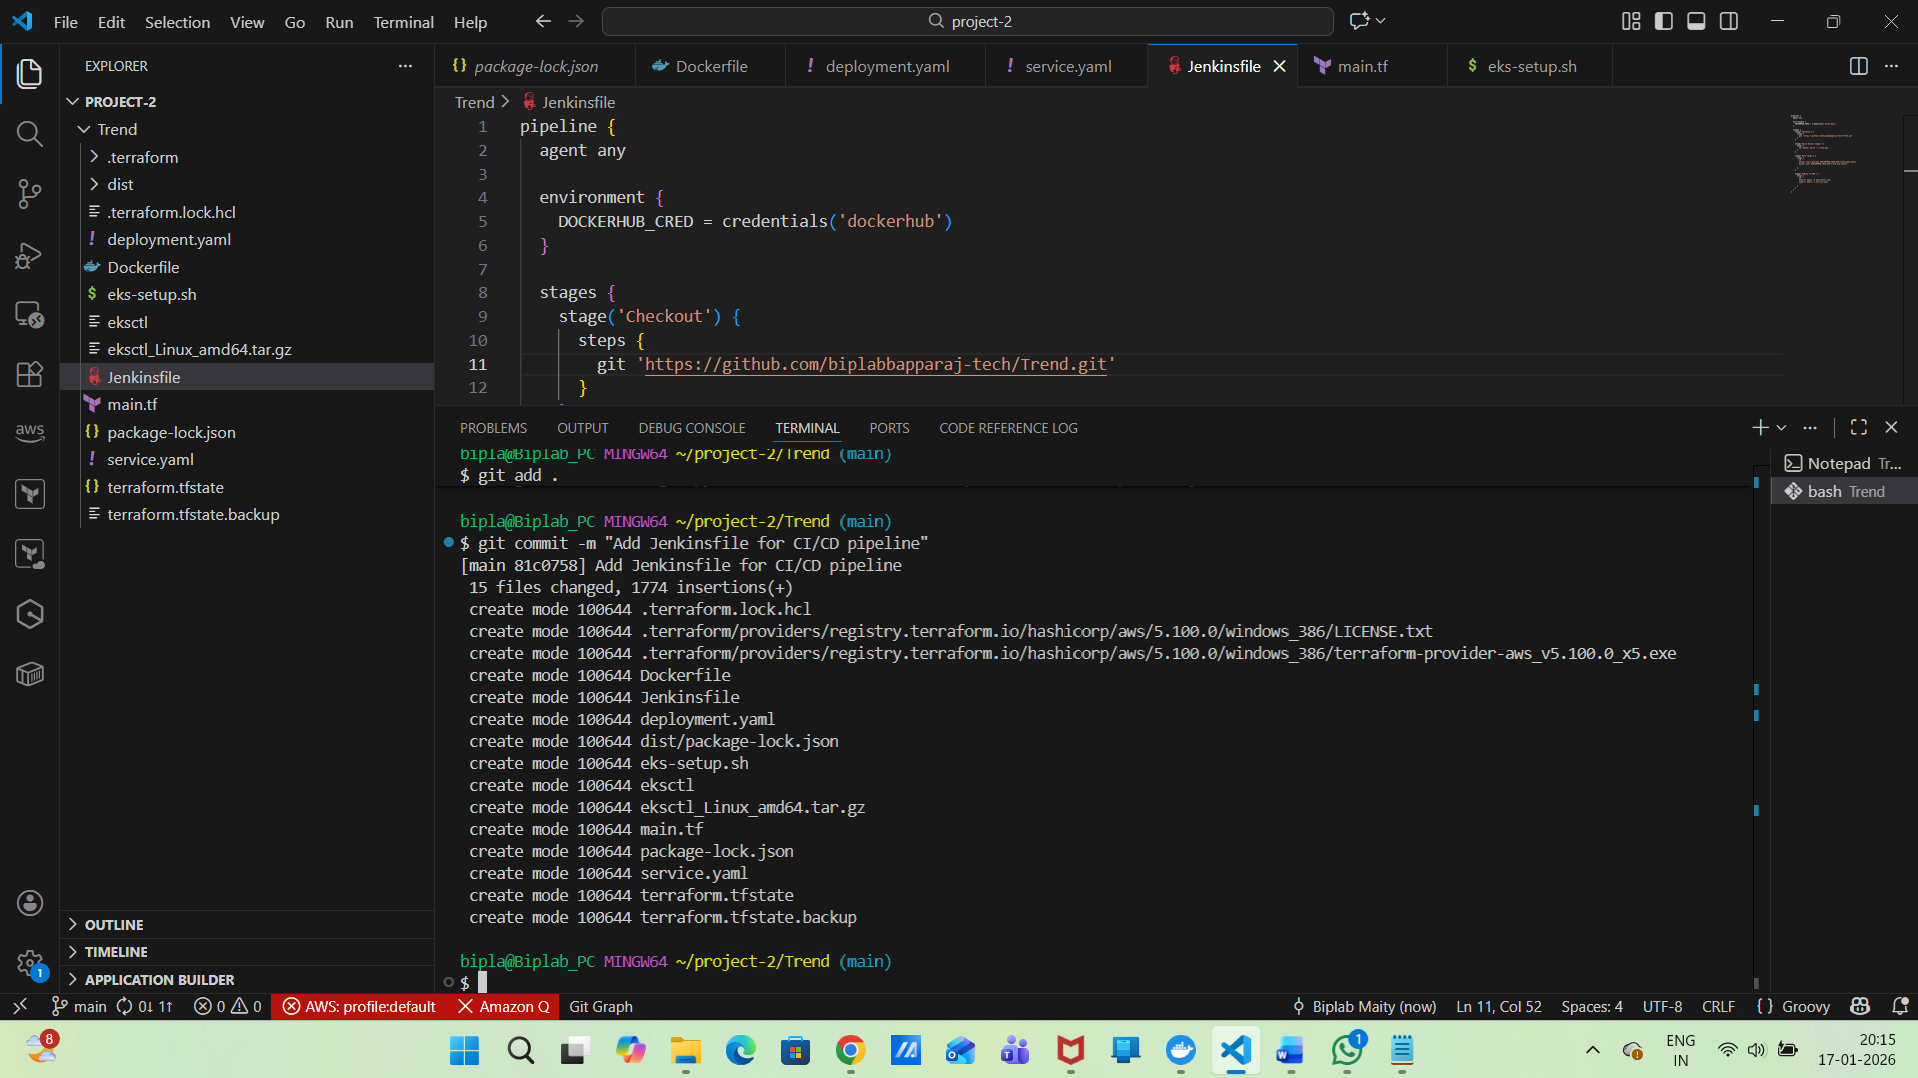 File Edit Selection View Go Run Terminal Help
project-2
EXPLORER
PROJECT-2
Trend
.terraform
dist
.terraform.lock.hcl
deployment.yaml
Dockerfile
eks-setup.sh
eksctl
eksctl_Linux_amd64.tar.gz
Jenkinsfile
main.tf
package-lock.json
service.yaml
terraform.tfstate
terraform.tfstate.backup
OUTLINE
TIMELINE
APPLICATION BUILDER
aws
1
package-lock.json Dockerfile deployment.yaml service.yaml Jenkinsfile main.tf eks-setup.sh
Trend > Jenkinsfile
1 pipeline {
2 agent any
3
4 environment {
5 DOCKERHUB_CRED = credentials('dockerhub')
6 }
7
8 stages {
9 stage('Checkout') {
10 steps {
11 git 'https://github.com/biplabbapparaj-tech/Trend.git'
12 }
PROBLEMS OUTPUT DEBUG CONSOLE TERMINAL PORTS CODE REFERENCE LOG
bipla@Biplab_PC MINGW64 ~/project-2/Trend (main)
$ git add .
bipla@Biplab_PC MINGW64 ~/project-2/Trend (main)
$ git commit -m "Add Jenkinsfile for CI/CD pipeline"
[main 81c0758] Add Jenkinsfile for CI/CD pipeline
15 files changed, 1774 insertions(+)
create mode 100644 .terraform.lock.hcl
create mode 100644 .terraform/providers/registry.terraform.io/hashicorp/aws/5.100.0/windows_386/LICENSE.txt
create mode 100644 .terraform/providers/registry.terraform.io/hashicorp/aws/5.100.0/windows_386/terraform-provider-aws_v5.100.0_x5.exe
create mode 100644 Dockerfile
create mode 100644 Jenkinsfile
create mode 100644 deployment.yaml
create mode 100644 dist/package-lock.json
create mode 100644 eks-setup.sh
create mode 100644 eksctl
create mode 100644 eksctl_Linux_amd64.tar.gz
create mode 100644 main.tf
create mode 100644 package-lock.json
create mode 100644 service.yaml
create mode 100644 terraform.tfstate
create mode 100644 terraform.tfstate.backup
bipla@Biplab_PC MINGW64 ~/project-2/Trend (main)
$
Notepad Tr...
bash Trend
main 0↓ 1↑ 0 0 AWS: profile:default Amazon Q Git Graph
Biplab Maity (now) Ln 11, Col 52 Spaces: 4 UTF-8 CRLF {} Groovy
8
1
ENG
IN
20:15
17-01-2026